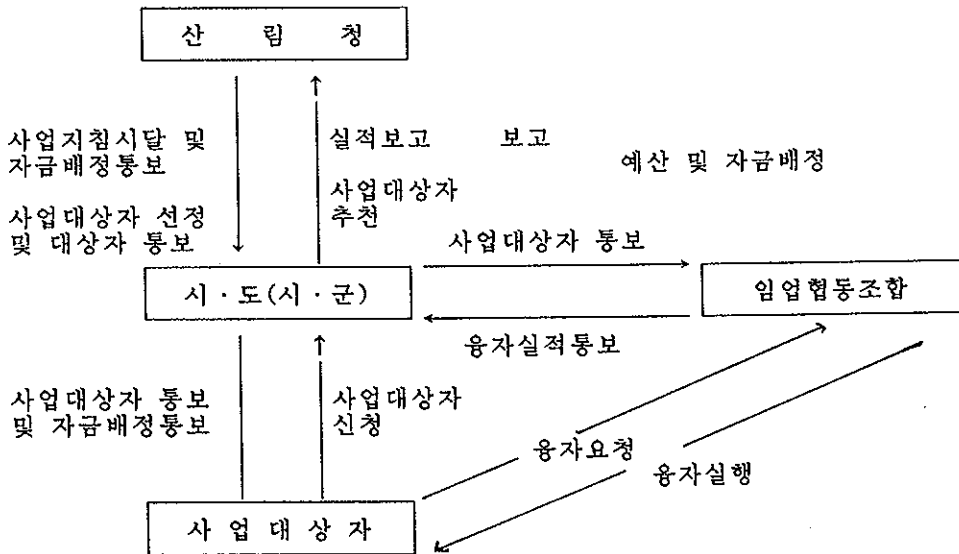 산 림 청
사업지침시달 및
자금배정통보
실적보고 보고
예산 및 자금배정
사업대상자 선정
및 대상자 통보
사업대상자
추천
사업대상자 통보
시·도(시·군)
임업협동조합
융자실적통보
사업대상자 통보
및 자금배정통보
사업대상자
신청
융자요청
융자실행
사 업 대 상 자